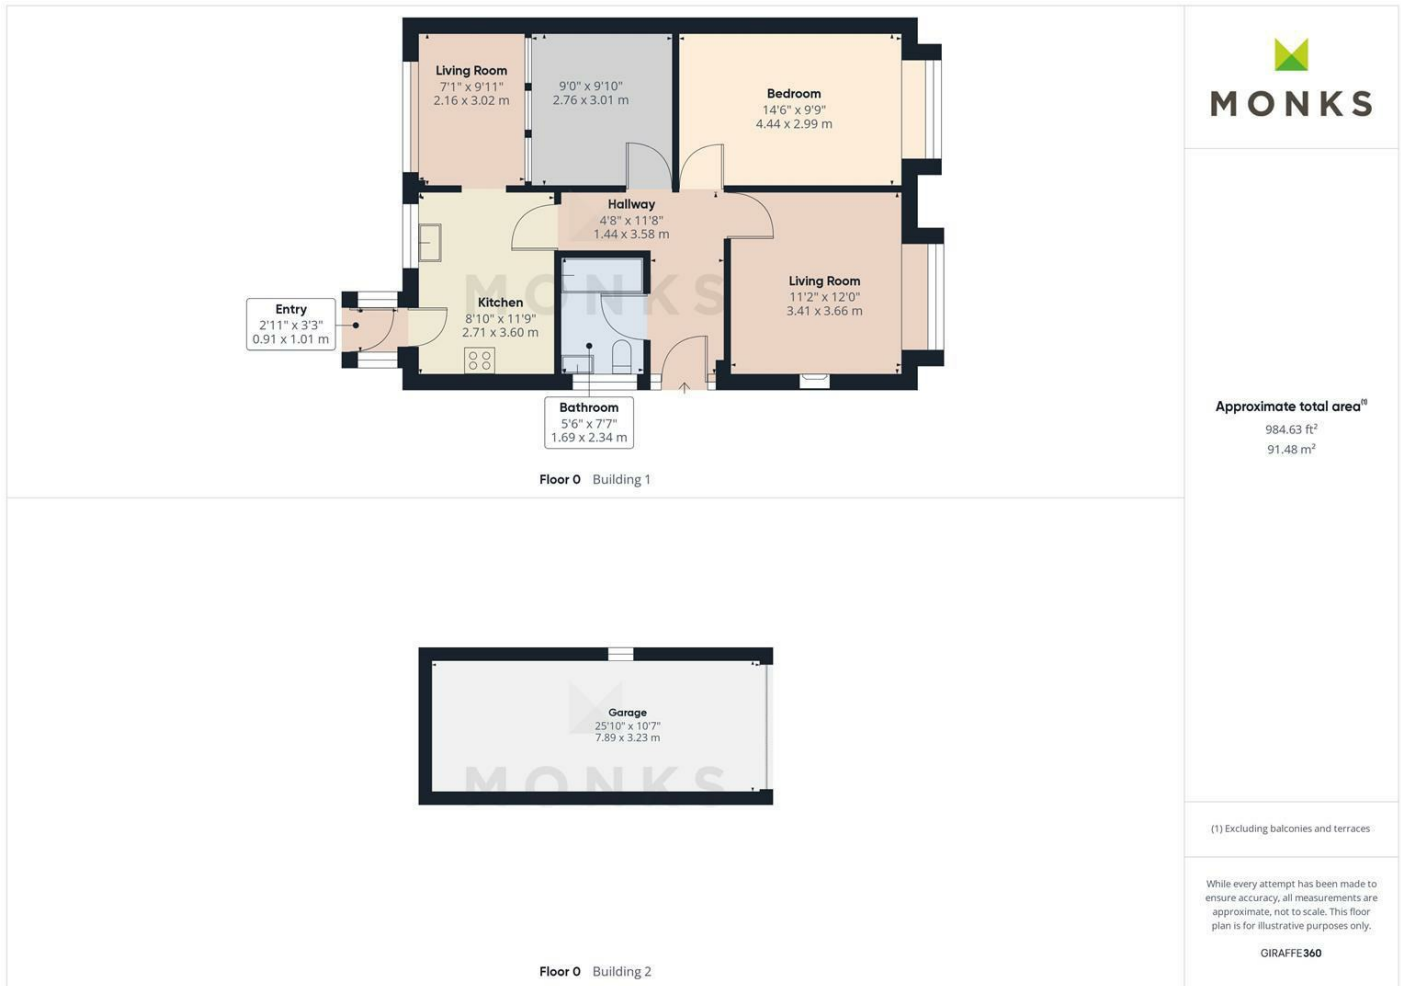 Living Room
7'1" x 9'11"
2.16 x 3.02 m
9'0" x 9'10"
2.76 x 3.01 m
Bedroom
14'6" x 9'9"
4.44 x 2.99 m
Hallway
4'8" x 11'8"
1.44 x 3.58 m
Living Room
11'2" x 12'0"
3.41 x 3.66 m
Kitchen
8'10" x 11'9"
2.71 x 3.60 m
Entry
2'11" x 3'3"
0.91 x 1.01 m
Bathroom
5'6" x 7'7"
1.69 x 2.34 m
MONKS
Floor 0 Building 1
Garage
25'10" x 10'7"
7.89 x 3.23 m
MONKS
Floor 0 Building 2
MONKS
Approximate total area(1)
984.63 ft²
91.48 m²
(1) Excluding balconies and terraces
While every attempt has been made to
ensure accuracy, all measurements are
approximate, not to scale. This floor
plan is for illustrative purposes only.
GIRAFFE360